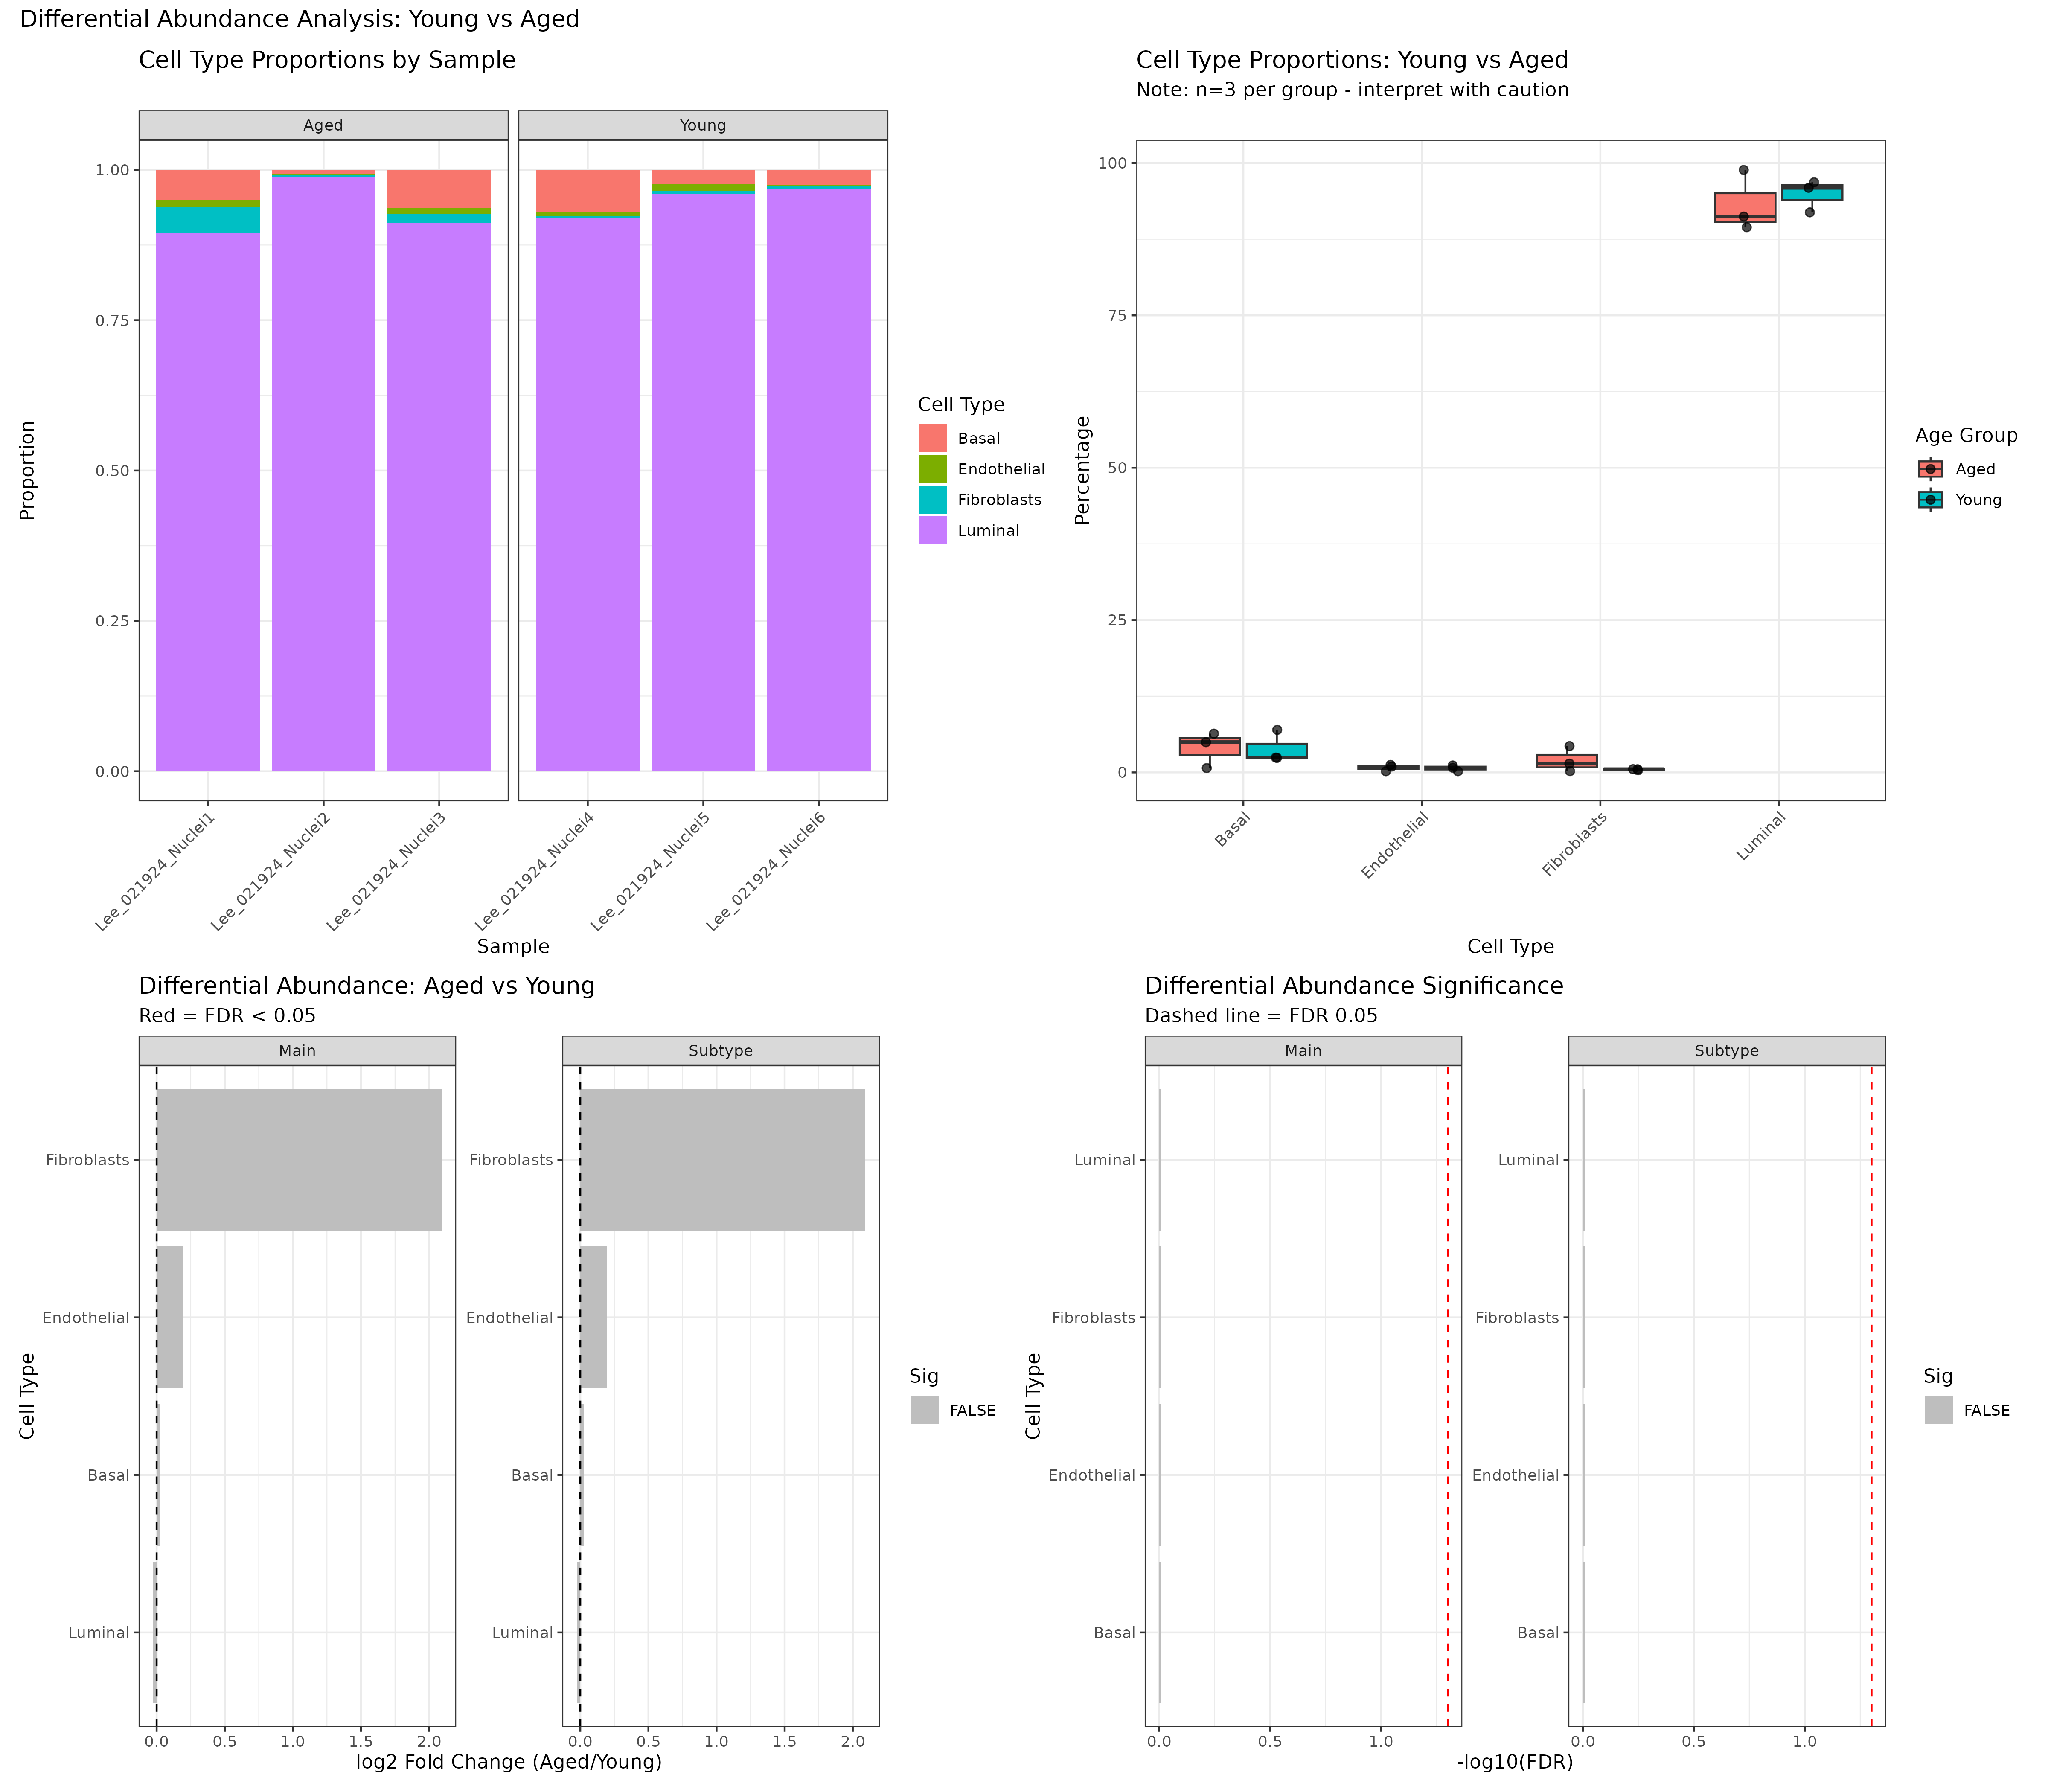 Differential Abundance Analysis: Young vs Aged
Cell Type Proportions by Sample
Aged
Young
1.00
0.75
0.50
0.25
0.00
Proportion
Lee_021924_Nuclei1
Lee_021924_Nuclei2
Lee_021924_Nuclei3
Lee_021924_Nuclei4
Lee_021924_Nuclei5
Lee_021924_Nuclei6
Sample
Cell Type
Basal
Endothelial
Fibroblasts
Luminal
Cell Type Proportions: Young vs Aged
Note: n=3 per group - interpret with caution
100
75
50
25
0
Percentage
Basal
Endothelial
Fibroblasts
Luminal
Cell Type
Age Group
Aged
Young
Differential Abundance: Aged vs Young
Red = FDR < 0.05
Main
Subtype
Cell Type
Fibroblasts
Endothelial
Basal
Luminal
Fibroblasts
Endothelial
Basal
Luminal
0.0 0.5 1.0 1.5 2.0
0.0 0.5 1.0 1.5 2.0
log2 Fold Change (Aged/Young)
Sig
FALSE
Differential Abundance Significance
Dashed line = FDR 0.05
Main
Subtype
Cell Type
Luminal
Fibroblasts
Endothelial
Basal
Luminal
Fibroblasts
Endothelial
Basal
0.0 0.5 1.0
0.0 0.5 1.0
-log10(FDR)
Sig
FALSE